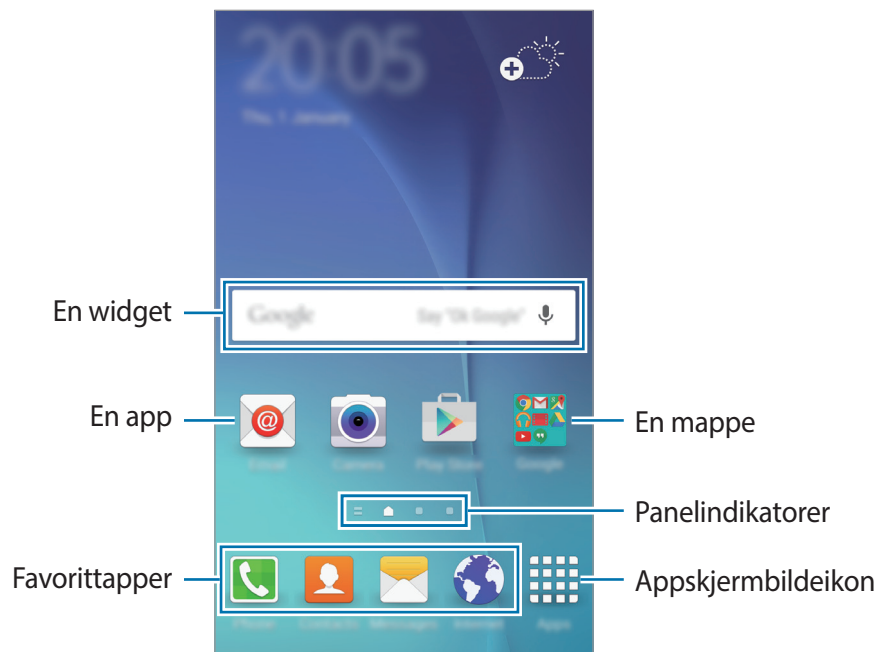 20:05
Thu, 1 January
En widget
Google
Say "Ok Google"
En app
En mappe
Email
Camera
Play Store
Google
Panelindikatorer
Favorittapper
Appskjermbildeikon
Phone
Contacts
Messages
Internet
Apps